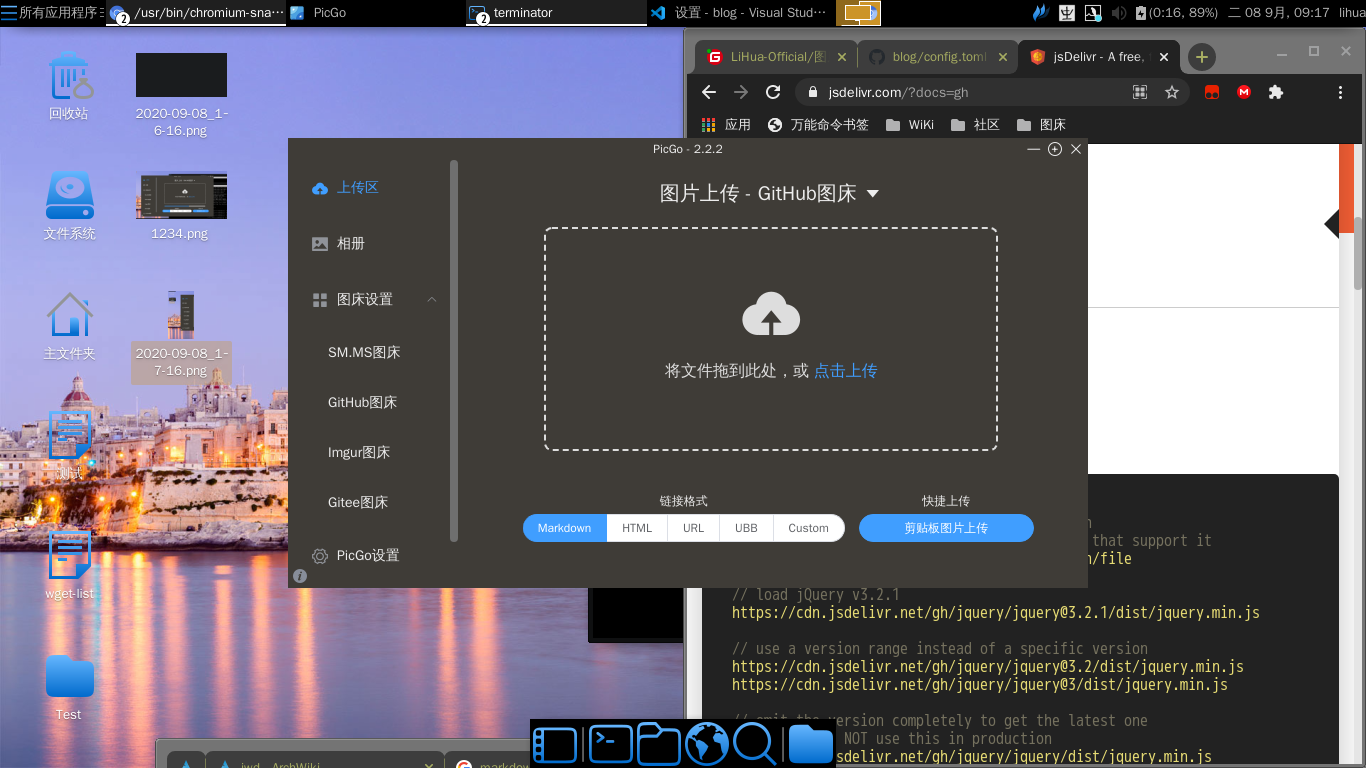 所有应用程序
/usr/bin/chromium-sna…
PicGo
terminator
设置 - blog - Visual Stud…
(0:16, 89%)
二 08 9月, 09:17
lihua
2
2
回收站
2020-09-08_1-
6-16.png
文件系统
1234.png
主文件夹
2020-09-08_1-
7-16.png
测试
wget-list
Test
LiHua-Official/图
blog/config.toml
jsDelivr - A free,
jsdelivr.com/?docs=gh
应用
万能命令书签
WiKi
社区
图床
PicGo - 2.2.2
上传区
相册
图床设置
SM.MS图床
GitHub图床
Imgur图床
Gitee图床
PicGo设置
图片上传 - GitHub图床
将文件拖到此处，或 点击上传
链接格式
快捷上传
Markdown
HTML
URL
UBB
Custom
剪贴板图片上传
that support it
/file
// load jQuery v3.2.1
https://cdn.jsdelivr.net/gh/jquery/jquery@3.2.1/dist/jquery.min.js
// use a version range instead of a specific version
https://cdn.jsdelivr.net/gh/jquery/jquery@3.2/dist/jquery.min.js
https://cdn.jsdelivr.net/gh/jquery/jquery@3/dist/jquery.min.js
// omit the version completely to get the latest one
NOT use this in production
jsdelivr.net/gh/jquery/jquery/dist/jquery.min.js
iwd - ArchWiki
markdow